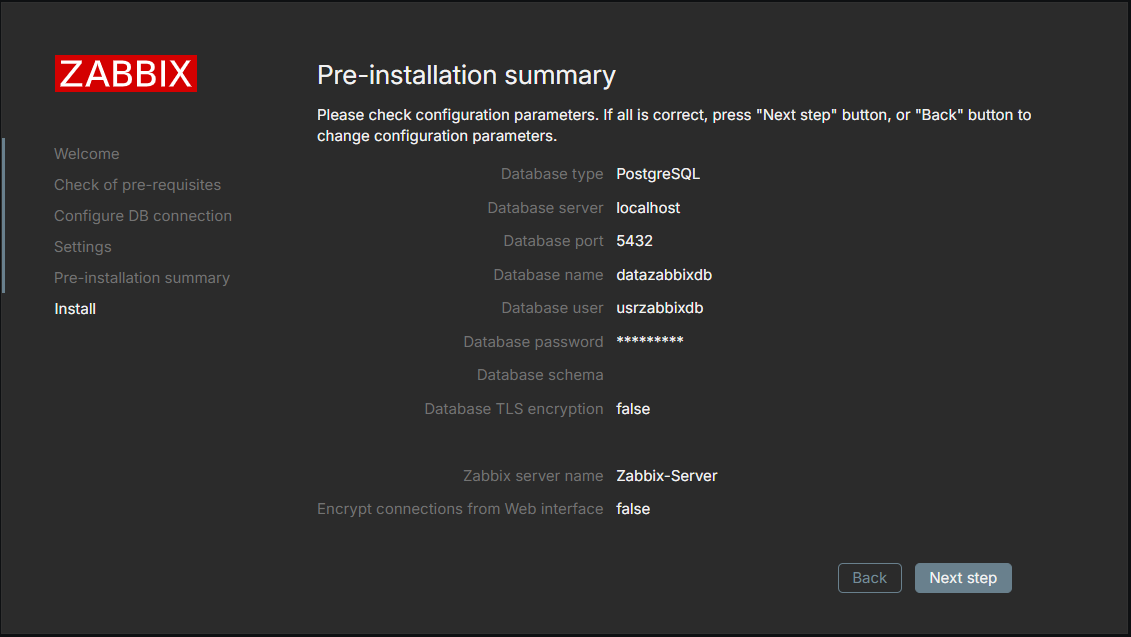 ZABBIX
Welcome
Check of pre-requisites
Configure DB connection
Settings
Pre-installation summary
Install
Pre-installation summary
Please check configuration parameters. If all is correct, press "Next step" button, or "Back" button to
change configuration parameters.
Database type PostgreSQL
Database server localhost
Database port 5432
Database name datazabbixdb
Database user usrzabbixdb
Database password *********
Database schema
Database TLS encryption false
Zabbix server name Zabbix-Server
Encrypt connections from Web interface false
Back Next step